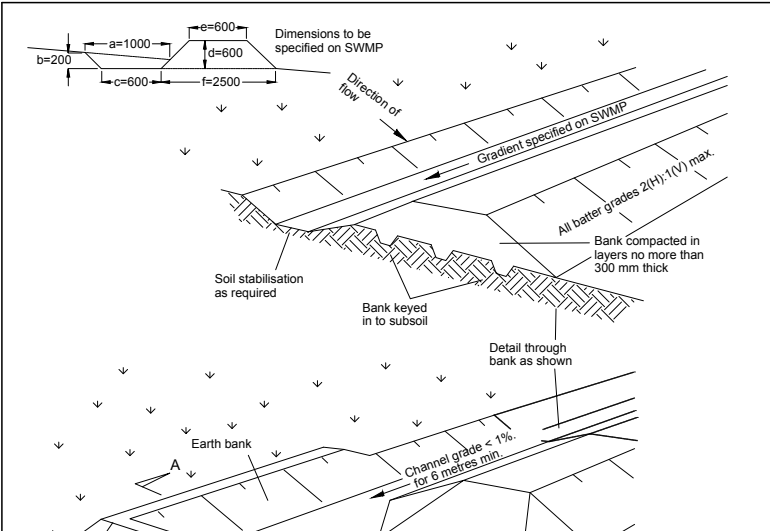 e=600
Dimensions to be
specified on SWMP
a=1000
b=200
d=600
c=600
f=2500
Direction of
flow
Gradient specified on SWMP
All batter grades 2(H):1(V) max.
Bank compacted in
layers no more than
300 mm thick
Soil stabilisation
as required
Bank keyed
in to subsoil
Detail through
bank as shown
Earth bank
A
Channel grade < 1%.
for 6 metres min.